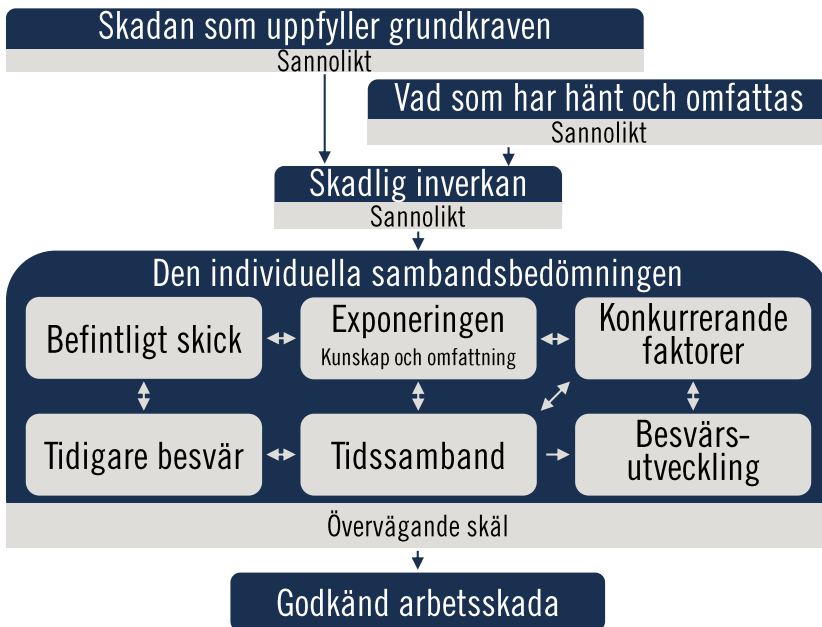 Skadan som uppfyller grundkraven
Sannolikt
Vad som har hänt och omfattas
Sannolikt
Skadlig inverkan
Sannolikt
Den individuella sambandsbedömningen
Befintligt skick
Exponeringen
Kunskap och omfattning
Konkurrerande
faktorer
Tidigare besvär
Tidssamband
Besvärs-
utveckling
Övervägande skäl
Godkänd arbetsskada